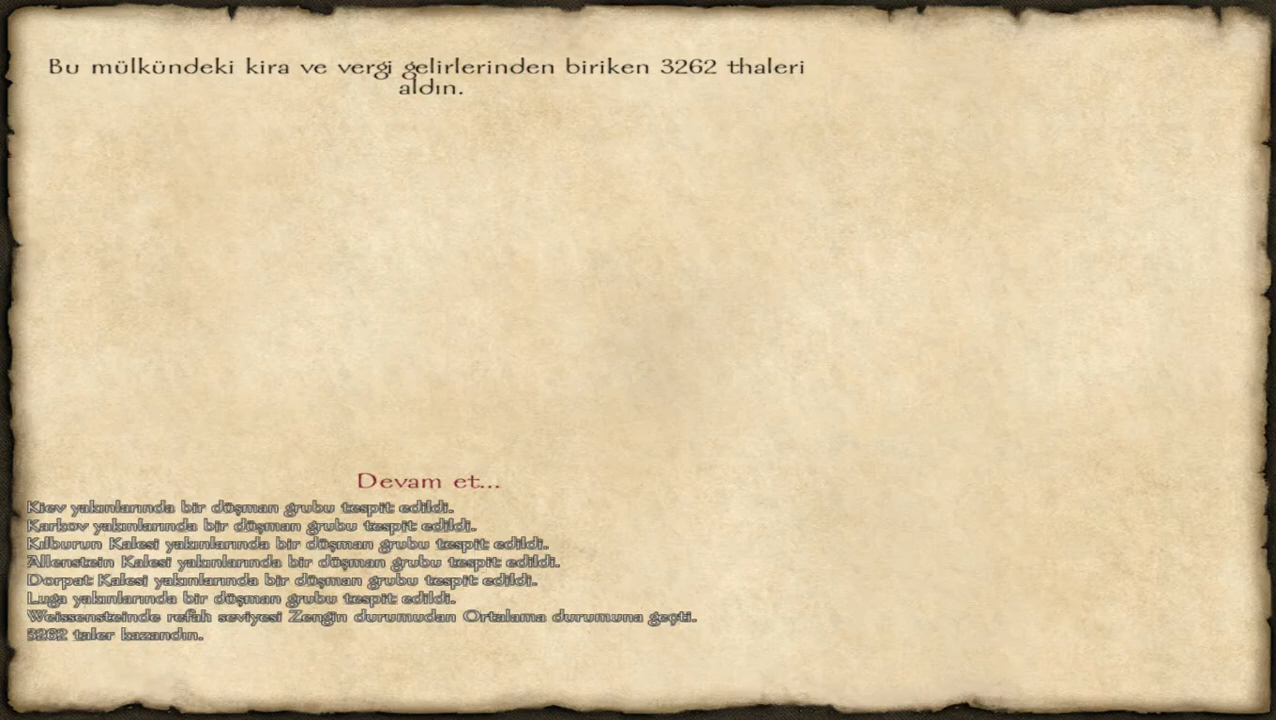 Bu mülkündeki kira ve vergi gelirlerinden biriken 3262 thaleri
aldın.
Devam et...
Kiev yakınlarında bir düşman grubu tespit edildi.
Karkov yakınlarında bir düşman grubu tespit edildi.
Kılburun Kalesi yakınlarında bir düşman grubu tespit edildi.
Allenstein Kalesi yakınlarında bir düşman grubu tespit edildi.
Dorpat Kalesi yakınlarında bir düşman grubu tespit edildi.
Luga yakınlarında bir düşman grubu tespit edildi.
Weissensteinde refah seviyesi Zengin durumudan Ortalama durumuna geçti.
3262 taler kazandın.